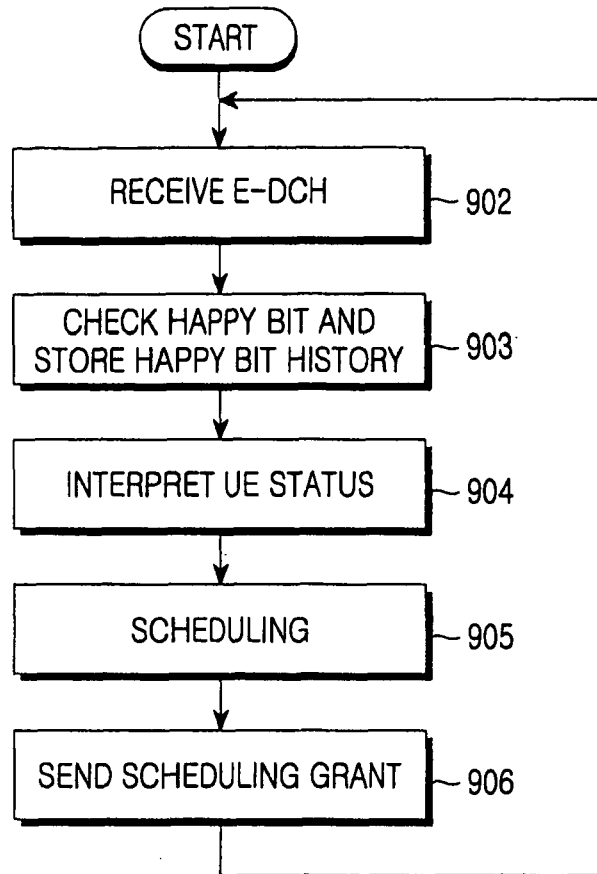 START
RECEIVE E-DCH
902
CHECK HAPPY BIT AND
STORE HAPPY BIT HISTORY
903
INTERPRET UE STATUS
904
SCHEDULING
905
SEND SCHEDULING GRANT
906